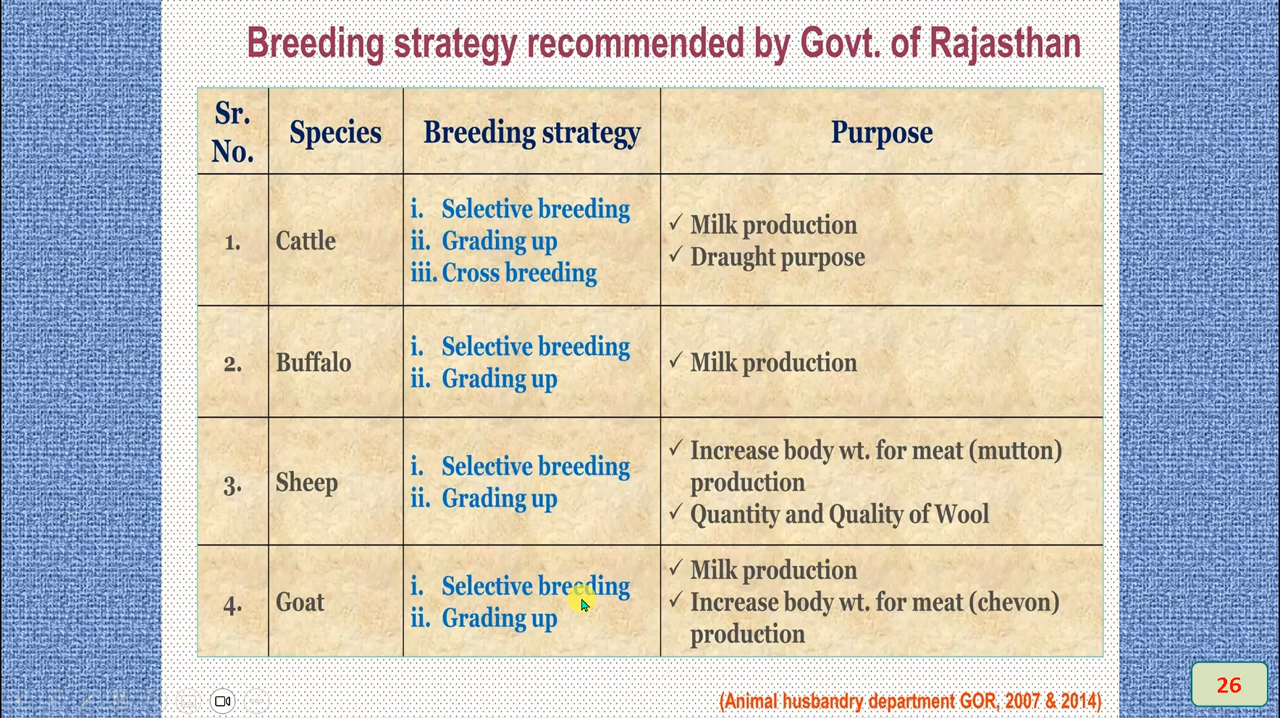 Breeding strategy recommended by Govt. of Rajasthan
Sr. No.
Species
Breeding strategy
Purpose
1.
Cattle
i. Selective breeding
ii. Grading up
iii. Cross breeding
✓ Milk production
✓ Draught purpose
2.
Buffalo
i. Selective breeding
ii. Grading up
✓ Milk production
3.
Sheep
i. Selective breeding
ii. Grading up
✓ Increase body wt. for meat (mutton)
production
✓ Quantity and Quality of Wool
4.
Goat
i. Selective breeding
ii. Grading up
✓ Milk production
✓ Increase body wt. for meat (chevon)
production
(Animal husbandry department GOR, 2007 & 2014)
26